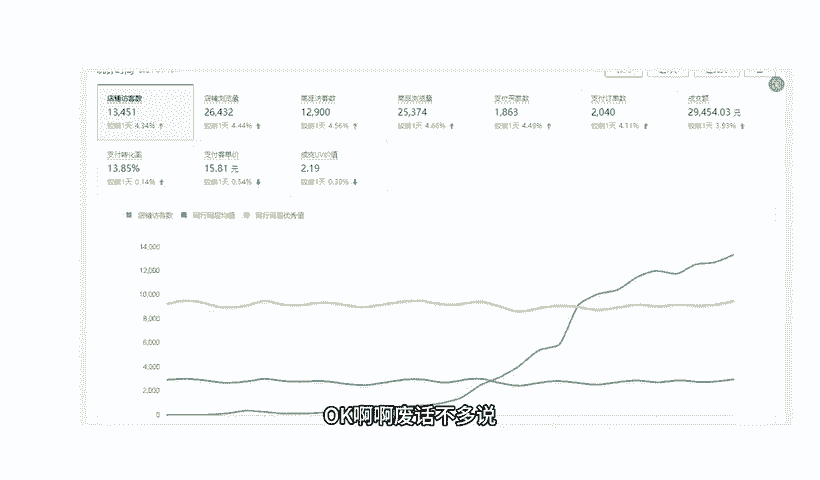 店铺访客数 店铺浏览量 商品访客数 商品浏览量 支付买家数 支付订单数 成交额
13,451 26,432 12,900 25,374 1,863 2,040 29,454.03 元
较前1天 4.34% 较前1天 4.44% 较前1天 4.56% 较前1天 4.66% 较前1天 4.49% 较前1天 4.11% 较前1天 3.93%
支付转化率 支付客单价 成交UV价值
13.85% 15.81 元 2.19
较前1天 0.14% 较前1天 0.54% 较前1天 0.39%
店铺访客数 同行同层均值 同行同层优秀值
14,000
12,000
10,000
8,000
6,000
4,000
2,000
0
OK啊啊废话不多说